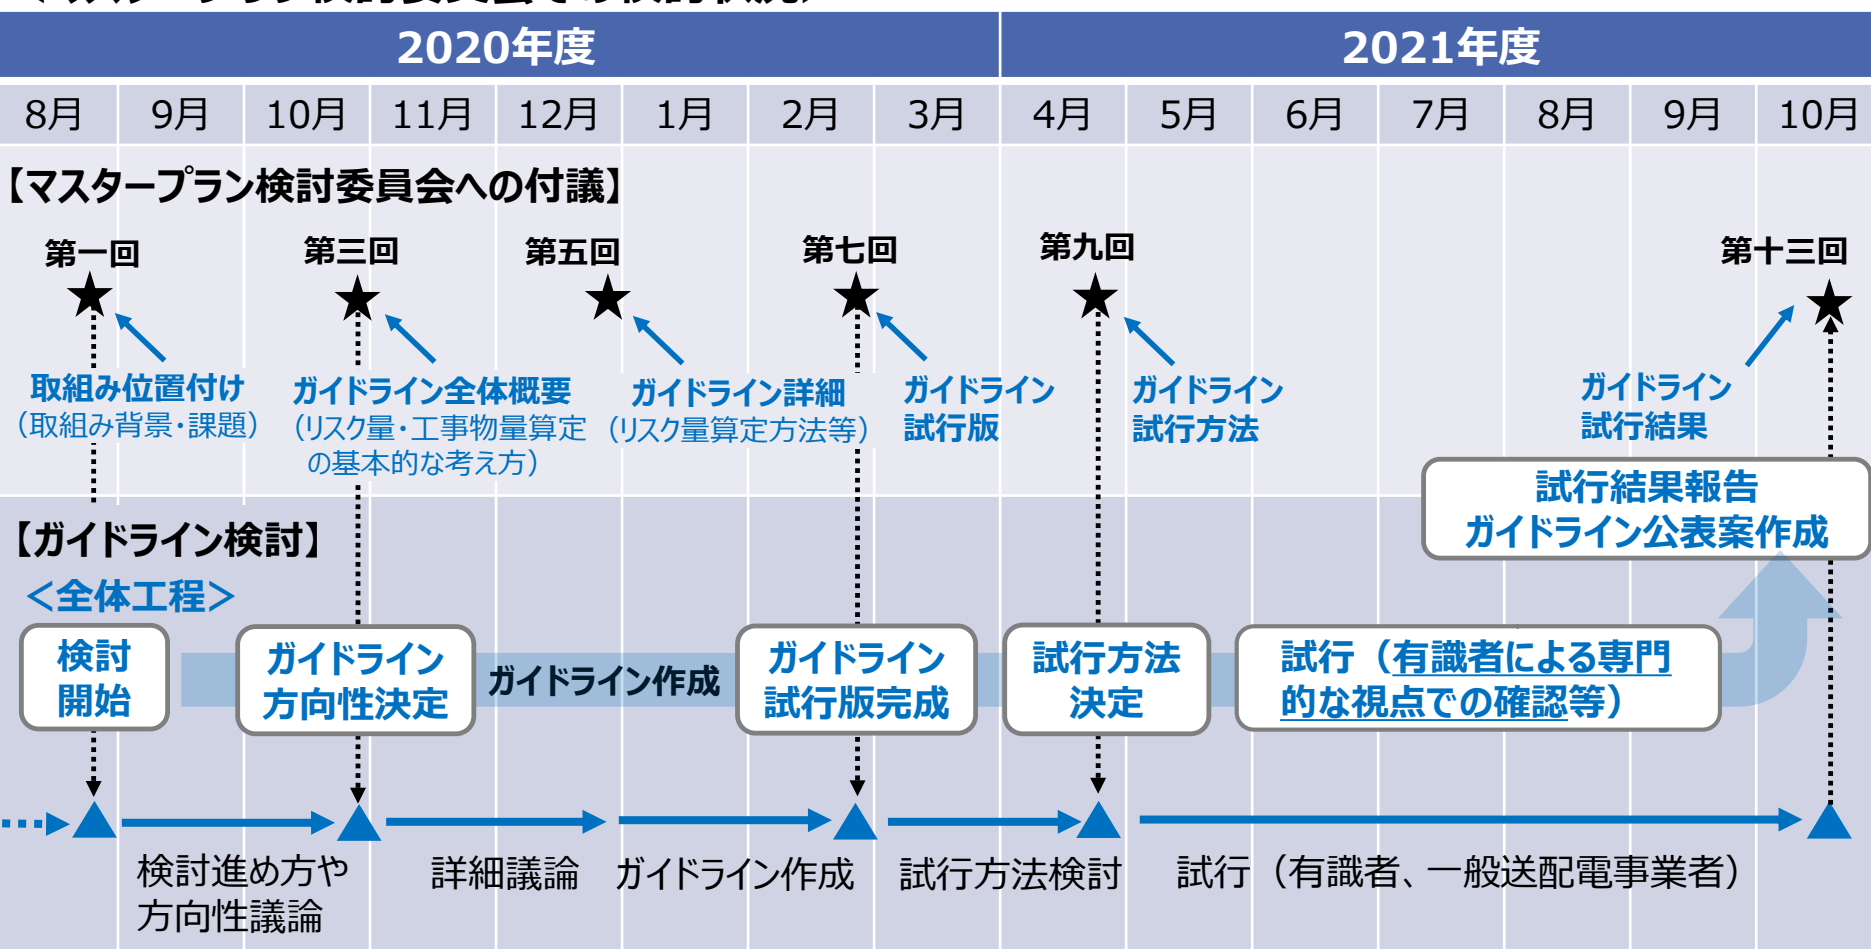 2020年度
2021年度
8月 9月 10月 11月 12月 1月 2月 3月 4月 5月 6月 7月 8月 9月 10月
【マスタープラン検討委員会への付議】
第一回
第三回
第五回
第七回
第九回
第十三回
取組み位置付け
（取組み背景・課題）
ガイドライン全体概要
（リスク量・工事物量算定
の基本的な考え方）
ガイドライン詳細
（リスク量算定方法等）
ガイドライン
試行版
ガイドライン
試行方法
ガイドライン
試行結果
試行結果報告
ガイドライン公表案作成
【ガイドライン検討】
＜全体工程＞
検討
開始
ガイドライン
方向性決定
ガイドライン作成
ガイドライン
試行版完成
試行方法
決定
試行（有識者による専門
的な視点での確認等）
検討進め方や
方向性議論
詳細議論
ガイドライン作成
試行方法検討
試行（有識者、一般送配電事業者）